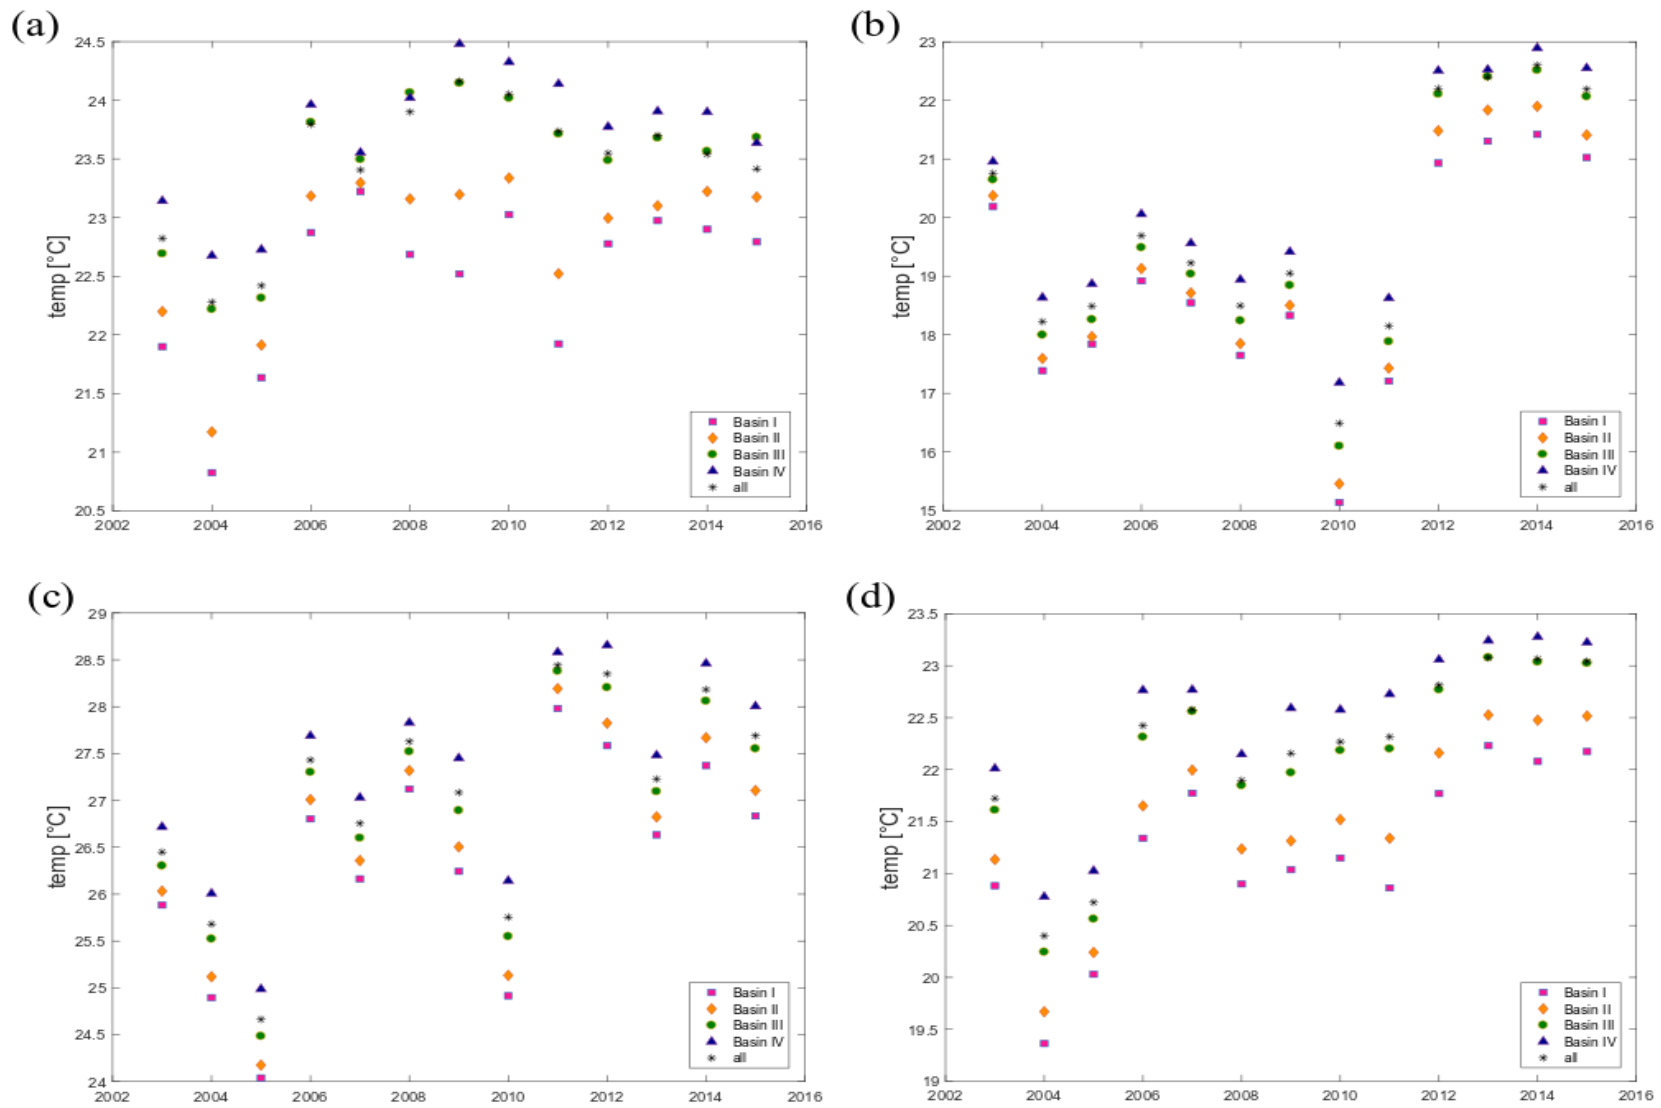 (a)
24.5
24
23.5
23
22.5
22
21.5
21
20.5
temp [°C]
2002 2004 2006 2008 2010 2012 2014 2016
Basin I
Basin II
Basin III
Basin IV
all
(b)
23
22
21
20
19
18
17
16
15
temp [°C]
2002 2004 2006 2008 2010 2012 2014 2016
Basin I
Basin II
Basin III
Basin IV
all
(c)
29
28.5
28
27.5
27
26.5
26
25.5
25
24.5
24
temp [°C]
2002 2004 2006 2008 2010 2012 2014 2016
Basin I
Basin II
Basin III
Basin IV
all
(d)
23.5
23
22.5
22
21.5
21
20.5
20
19.5
19
temp [°C]
2002 2004 2006 2008 2010 2012 2014 2016
Basin I
Basin II
Basin III
Basin IV
all